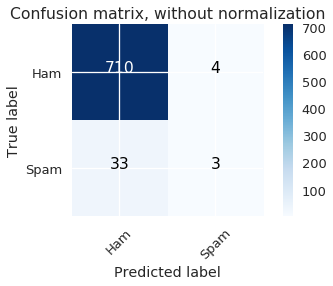 Confusion matrix, without normalization
Ham 710 4
Spam 33 3
True label
Ham Spam
Predicted label
700
600
500
400
300
200
100